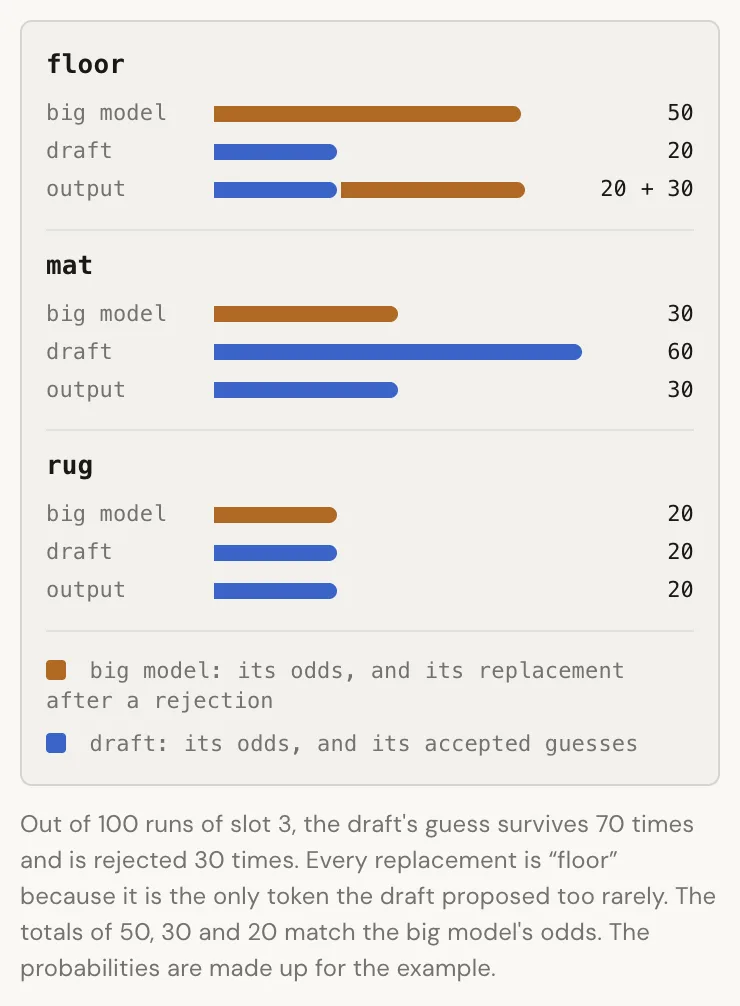 floor
big model 50
draft 20
output 20 + 30
mat
big model 30
draft 60
output 30
rug
big model 20
draft 20
output 20
big model: its odds, and its replacement
after a rejection
draft: its odds, and its accepted guesses
Out of 100 runs of slot 3, the draft's guess survives 70 times
and is rejected 30 times. Every replacement is “floor”
because it is the only token the draft proposed too rarely. The
totals of 50, 30 and 20 match the big model's odds. The
probabilities are made up for the example.